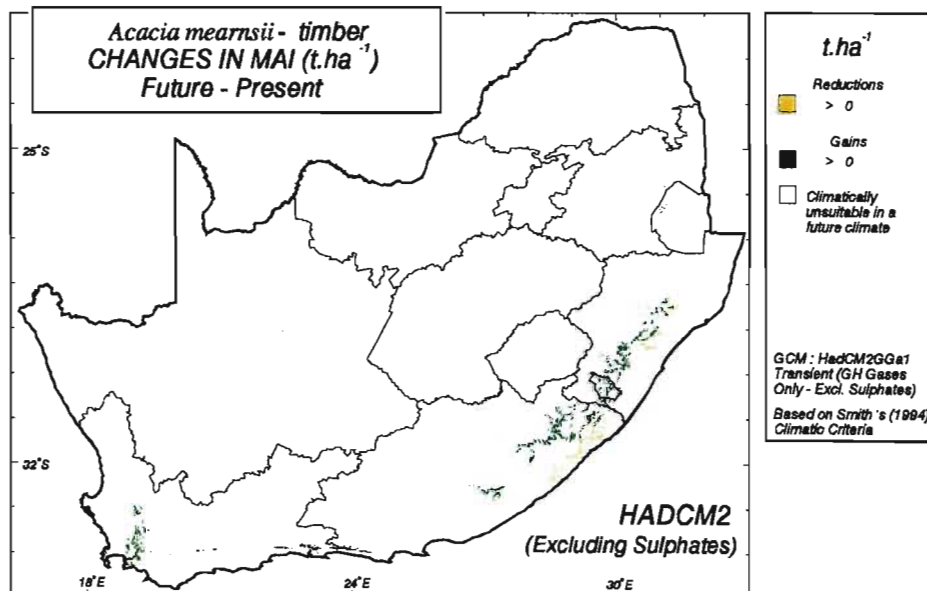 Acacia mearnsii - timber
CHANGES IN MAI (t.ha⁻¹)
Future - Present
25°S
32°S
18°E
24°E
30°E
HADCM2
(Excluding Sulphates)
t.ha⁻¹
Reductions
> 0
Gains
> 0
Climatically
unsuitable in a
future climate
GCM : HadCM2GGa1
Transient (GH Gases
Only - Excl. Sulphates)
Based on Smith's (1994)
Climatic Criteria